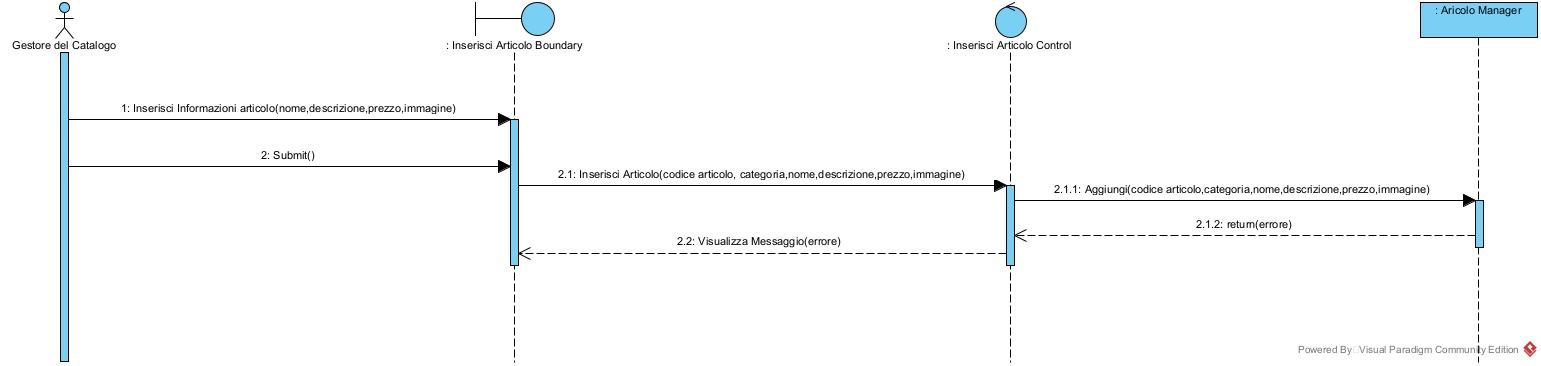 Gestore del Catalogo
: Inserisci Articolo Boundary
: Inserisci Articolo Control
: Aricolo Manager
1: Inserisci Informazioni articolo(nome,descrizione,prezzo,immagine)
2: Submit()
2.1: Inserisci Articolo(codice articolo, categoria,nome,descrizione,prezzo,immagine)
2.1.1: Aggiungi(codice articolo,categoria,nome,descrizione,prezzo,immagine)
2.1.2: return(errore)
2.2: Visualizza Messaggio(errore)
Powered By Visual Paradigm Community Edition